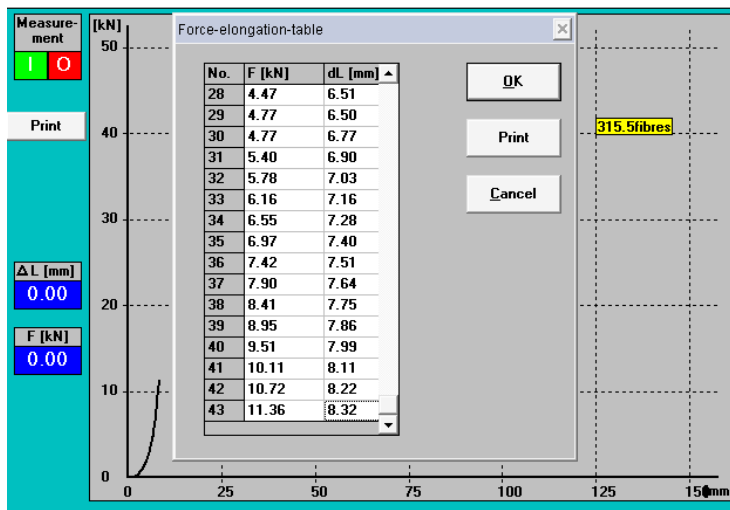 Measure-
ment
I O
Print
Δ L [mm]
0.00
F [kN]
0.00
[kN]
50
40
30
20
10
0
0 25 50 75 100 125 mm
315.5fibres
Force-elongation-table
No. F [kN] dL [mm]
28 4.47 6.51
29 4.77 6.50
30 4.77 6.77
31 5.40 6.90
32 5.78 7.03
33 6.16 7.16
34 6.55 7.28
35 6.97 7.40
36 7.42 7.51
37 7.90 7.64
38 8.41 7.75
39 8.95 7.86
40 9.51 7.99
41 10.11 8.11
42 10.72 8.22
43 11.36 8.32
OK
Print
Cancel